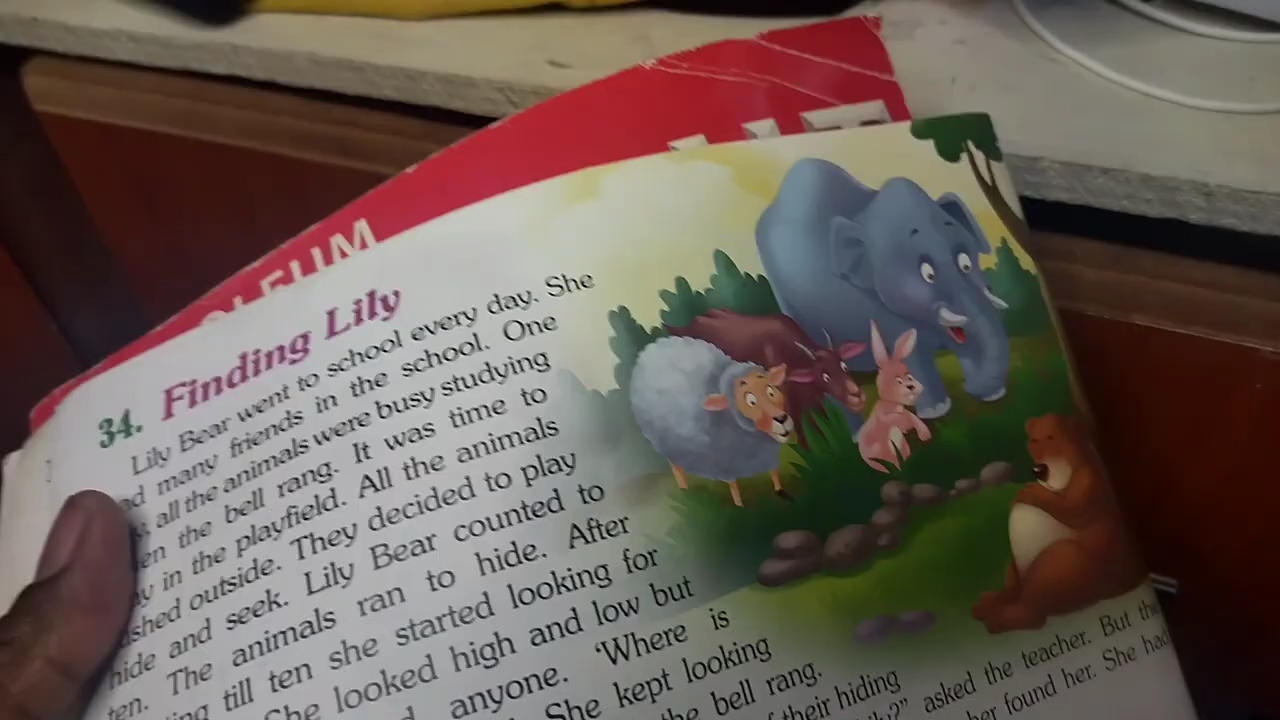 LEUM
34. Finding Lily
Lily Bear went to school every day. She
many friends in the school. One
all the animals were busy studying
the bell rang. It was time to
in the playfield. All the animals
outside. They decided to play
hide and seek. Lily Bear counted to
ten. The animals ran to hide. After
till ten she started looking for
She looked high and low but
anyone. ‘Where is
She kept looking
the bell rang.
their hiding
asked the teacher. But the
found her. She had